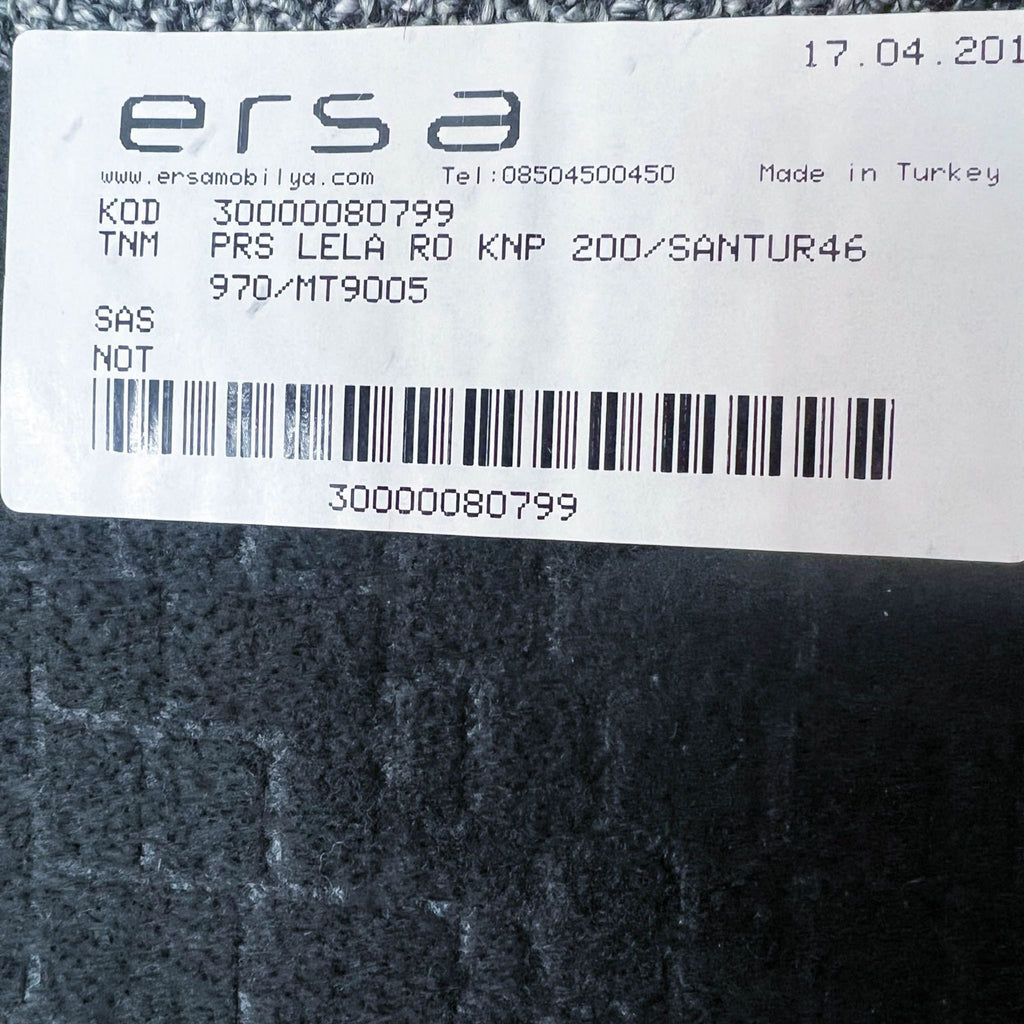 17.04.201
ersa
www.ersamobilya.com Tel:08504500450 Made in Turkey
KOD 30000080799
TNM PRS LELA RO KNP 200/SANTUR46
970/MT9005
SAS
NOT
30000080799